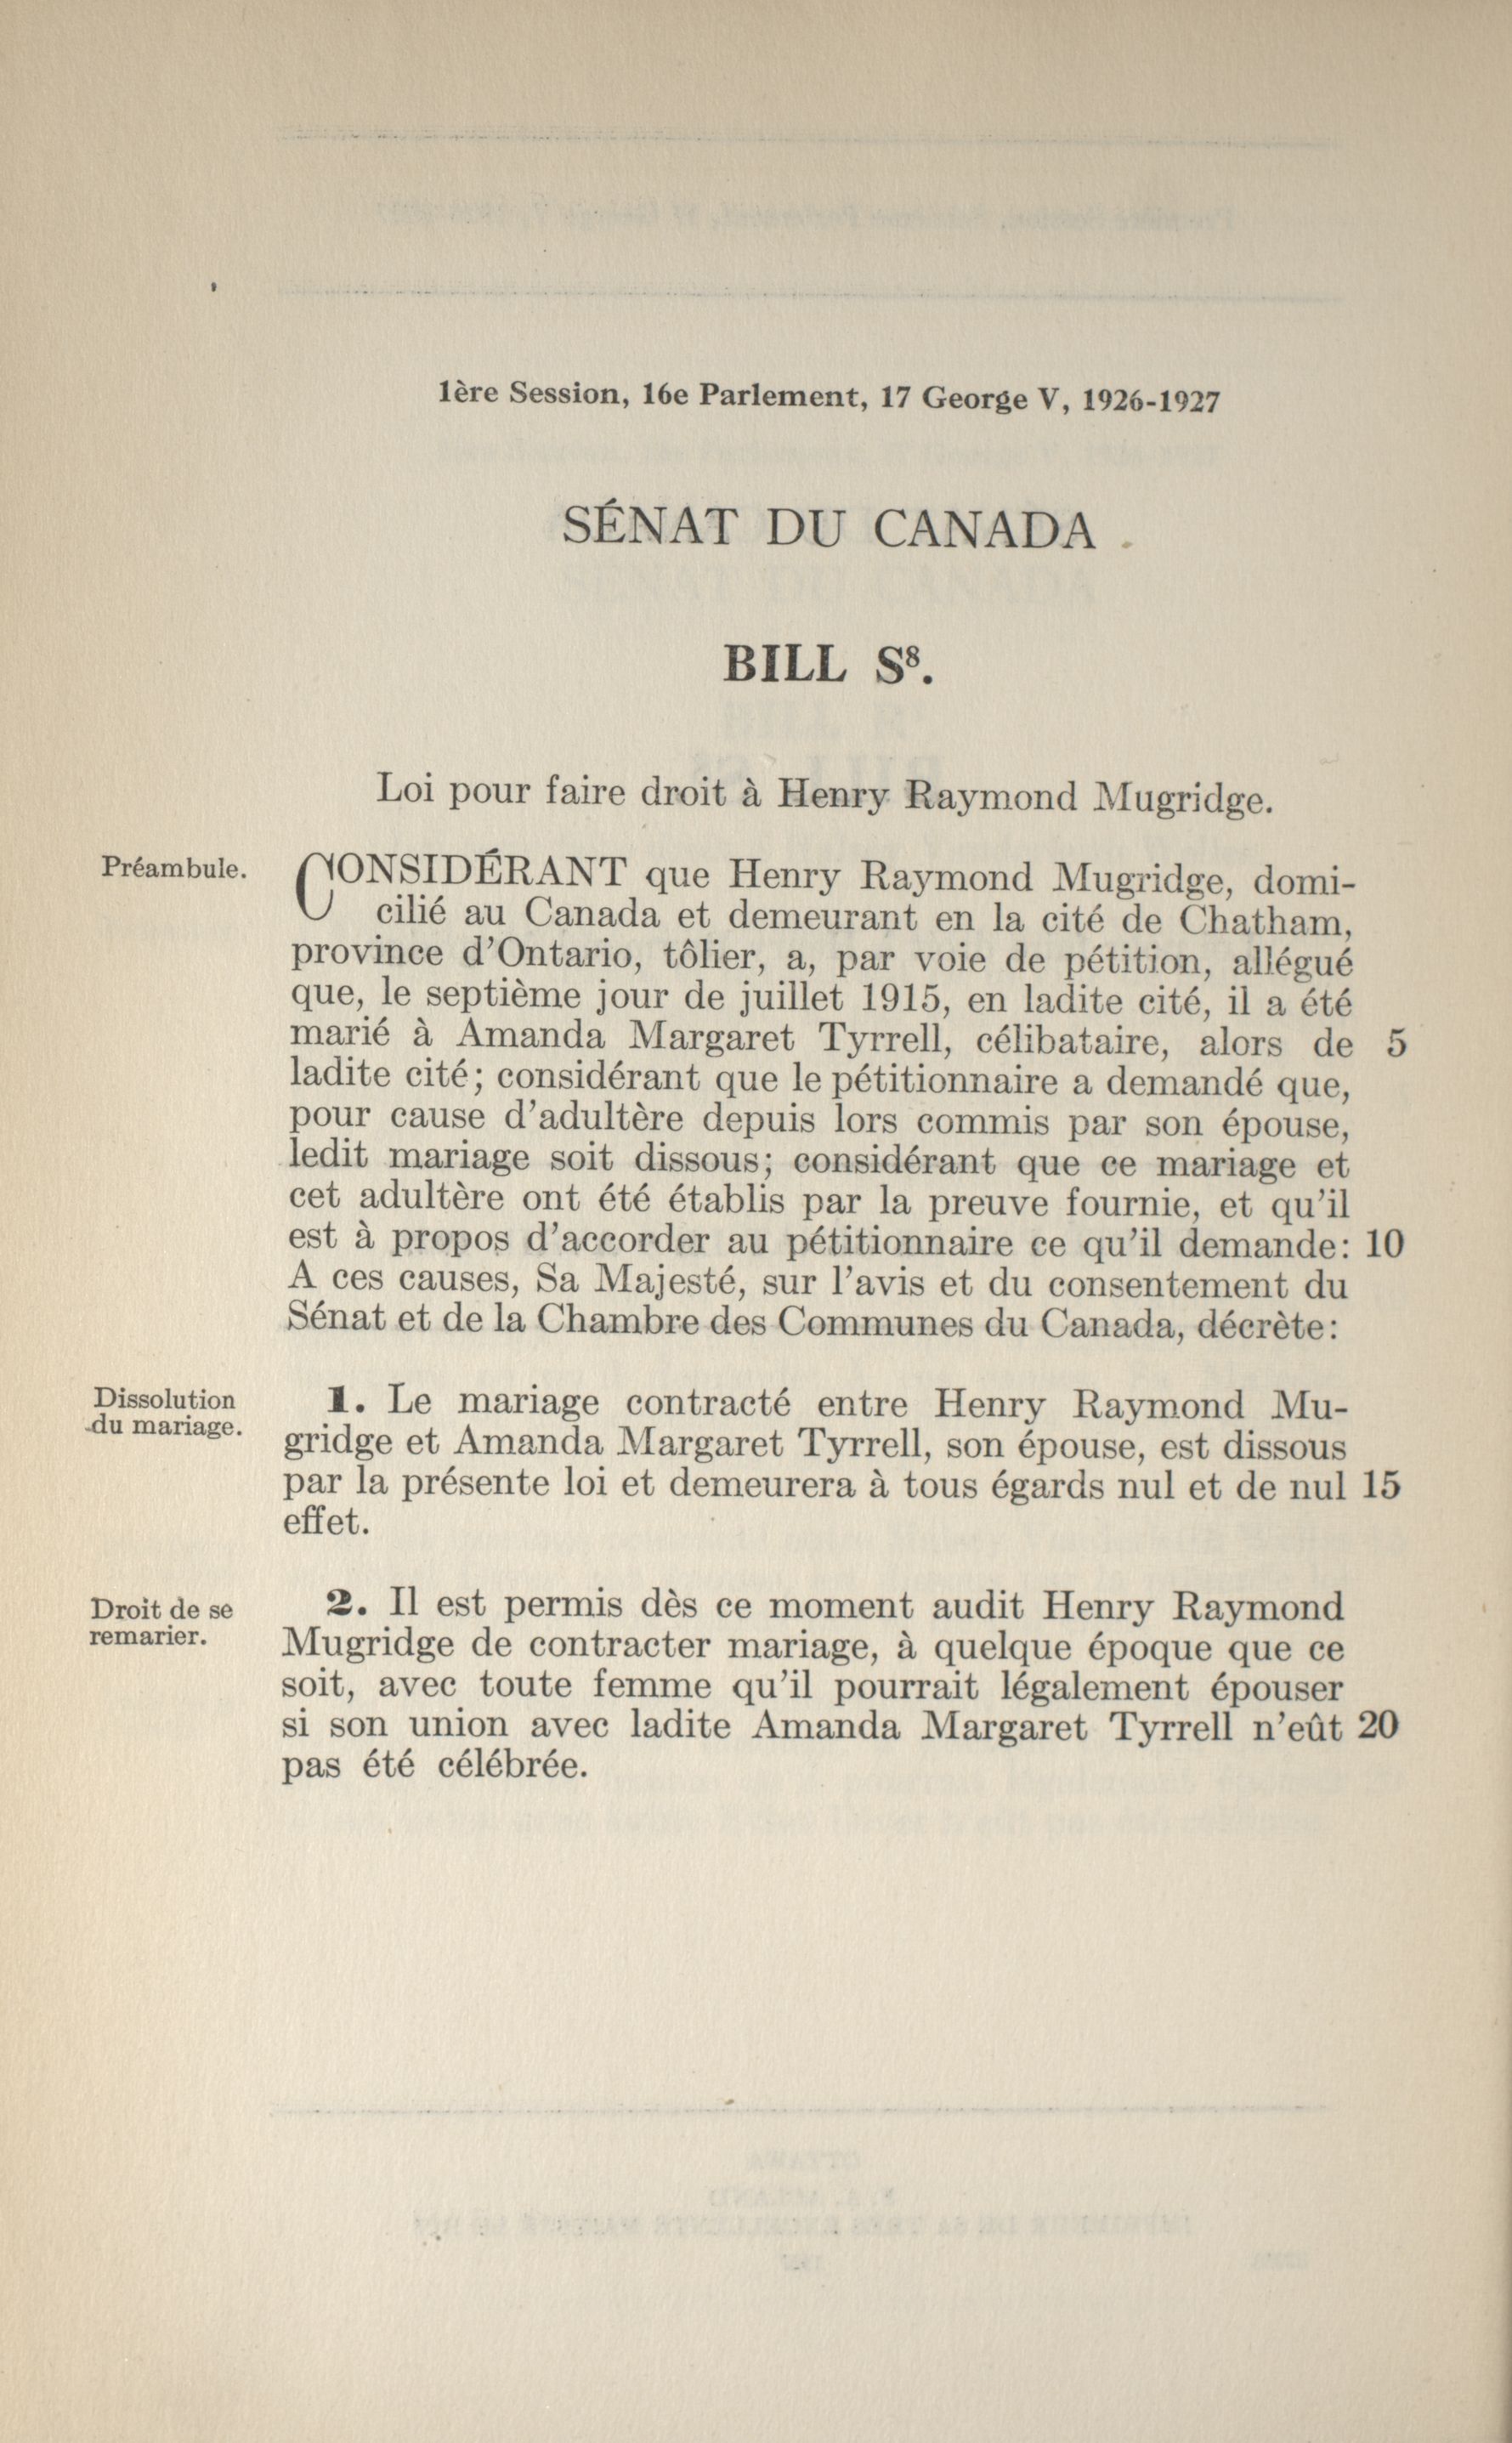 1ère Session, 16e Parlement, 17 George V, 1926-1927
SÉNAT DU CANADA
BILL S⁸.
Loi pour faire droit à Henry Raymond Mugridge.
Préambule.
CONSIDÉRANT que Henry Raymond Mugridge, domi-
cilié au Canada et demeurant en la cité de Chatham,
province d'Ontario, tôlier, a, par voie de pétition, allégué
que, le septième jour de juillet 1915, en ladite cité, il a été
marié à Amanda Margaret Tyrrell, célibataire, alors de 5
ladite cité; considérant que le pétitionnaire a demandé que,
pour cause d'adultère depuis lors commis par son épouse,
ledit mariage soit dissous; considérant que ce mariage et
cet adultère ont été établis par la preuve fournie, et qu'il
est à propos d'accorder au pétitionnaire ce qu'il demande: 10
A ces causes, Sa Majesté, sur l'avis et du consentement du
Sénat et de la Chambre des Communes du Canada, décrète:
Dissolution
du mariage.
1. Le mariage contracté entre Henry Raymond Mu-
gridge et Amanda Margaret Tyrrell, son épouse, est dissous
par la présente loi et demeurera à tous égards nul et de nul 15
effet.
Droit de se
remarier.
2. Il est permis dès ce moment audit Henry Raymond
Mugridge de contracter mariage, à quelque époque que ce
soit, avec toute femme qu'il pourrait légalement épouser
si son union avec ladite Amanda Margaret Tyrrell n'eût 20
pas été célébrée.